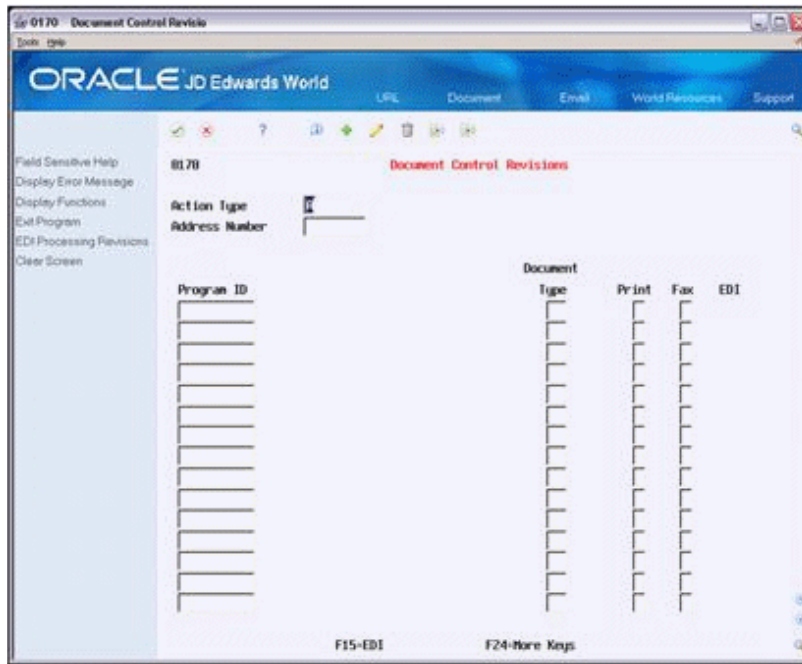 0170 Document Control Revisio
Tools Help
ORACLE JD Edwards World
URL Document Email World Resources Support
Field Sensitive Help
Display Error Message
Display Functions
Exit Program
EDI Processing Revisions
Clear Screen
0170 Document Control Revisions
Action Type
Address Number
Document
Program ID Type Print Fax EDI
F15=EDI F24=More Keys